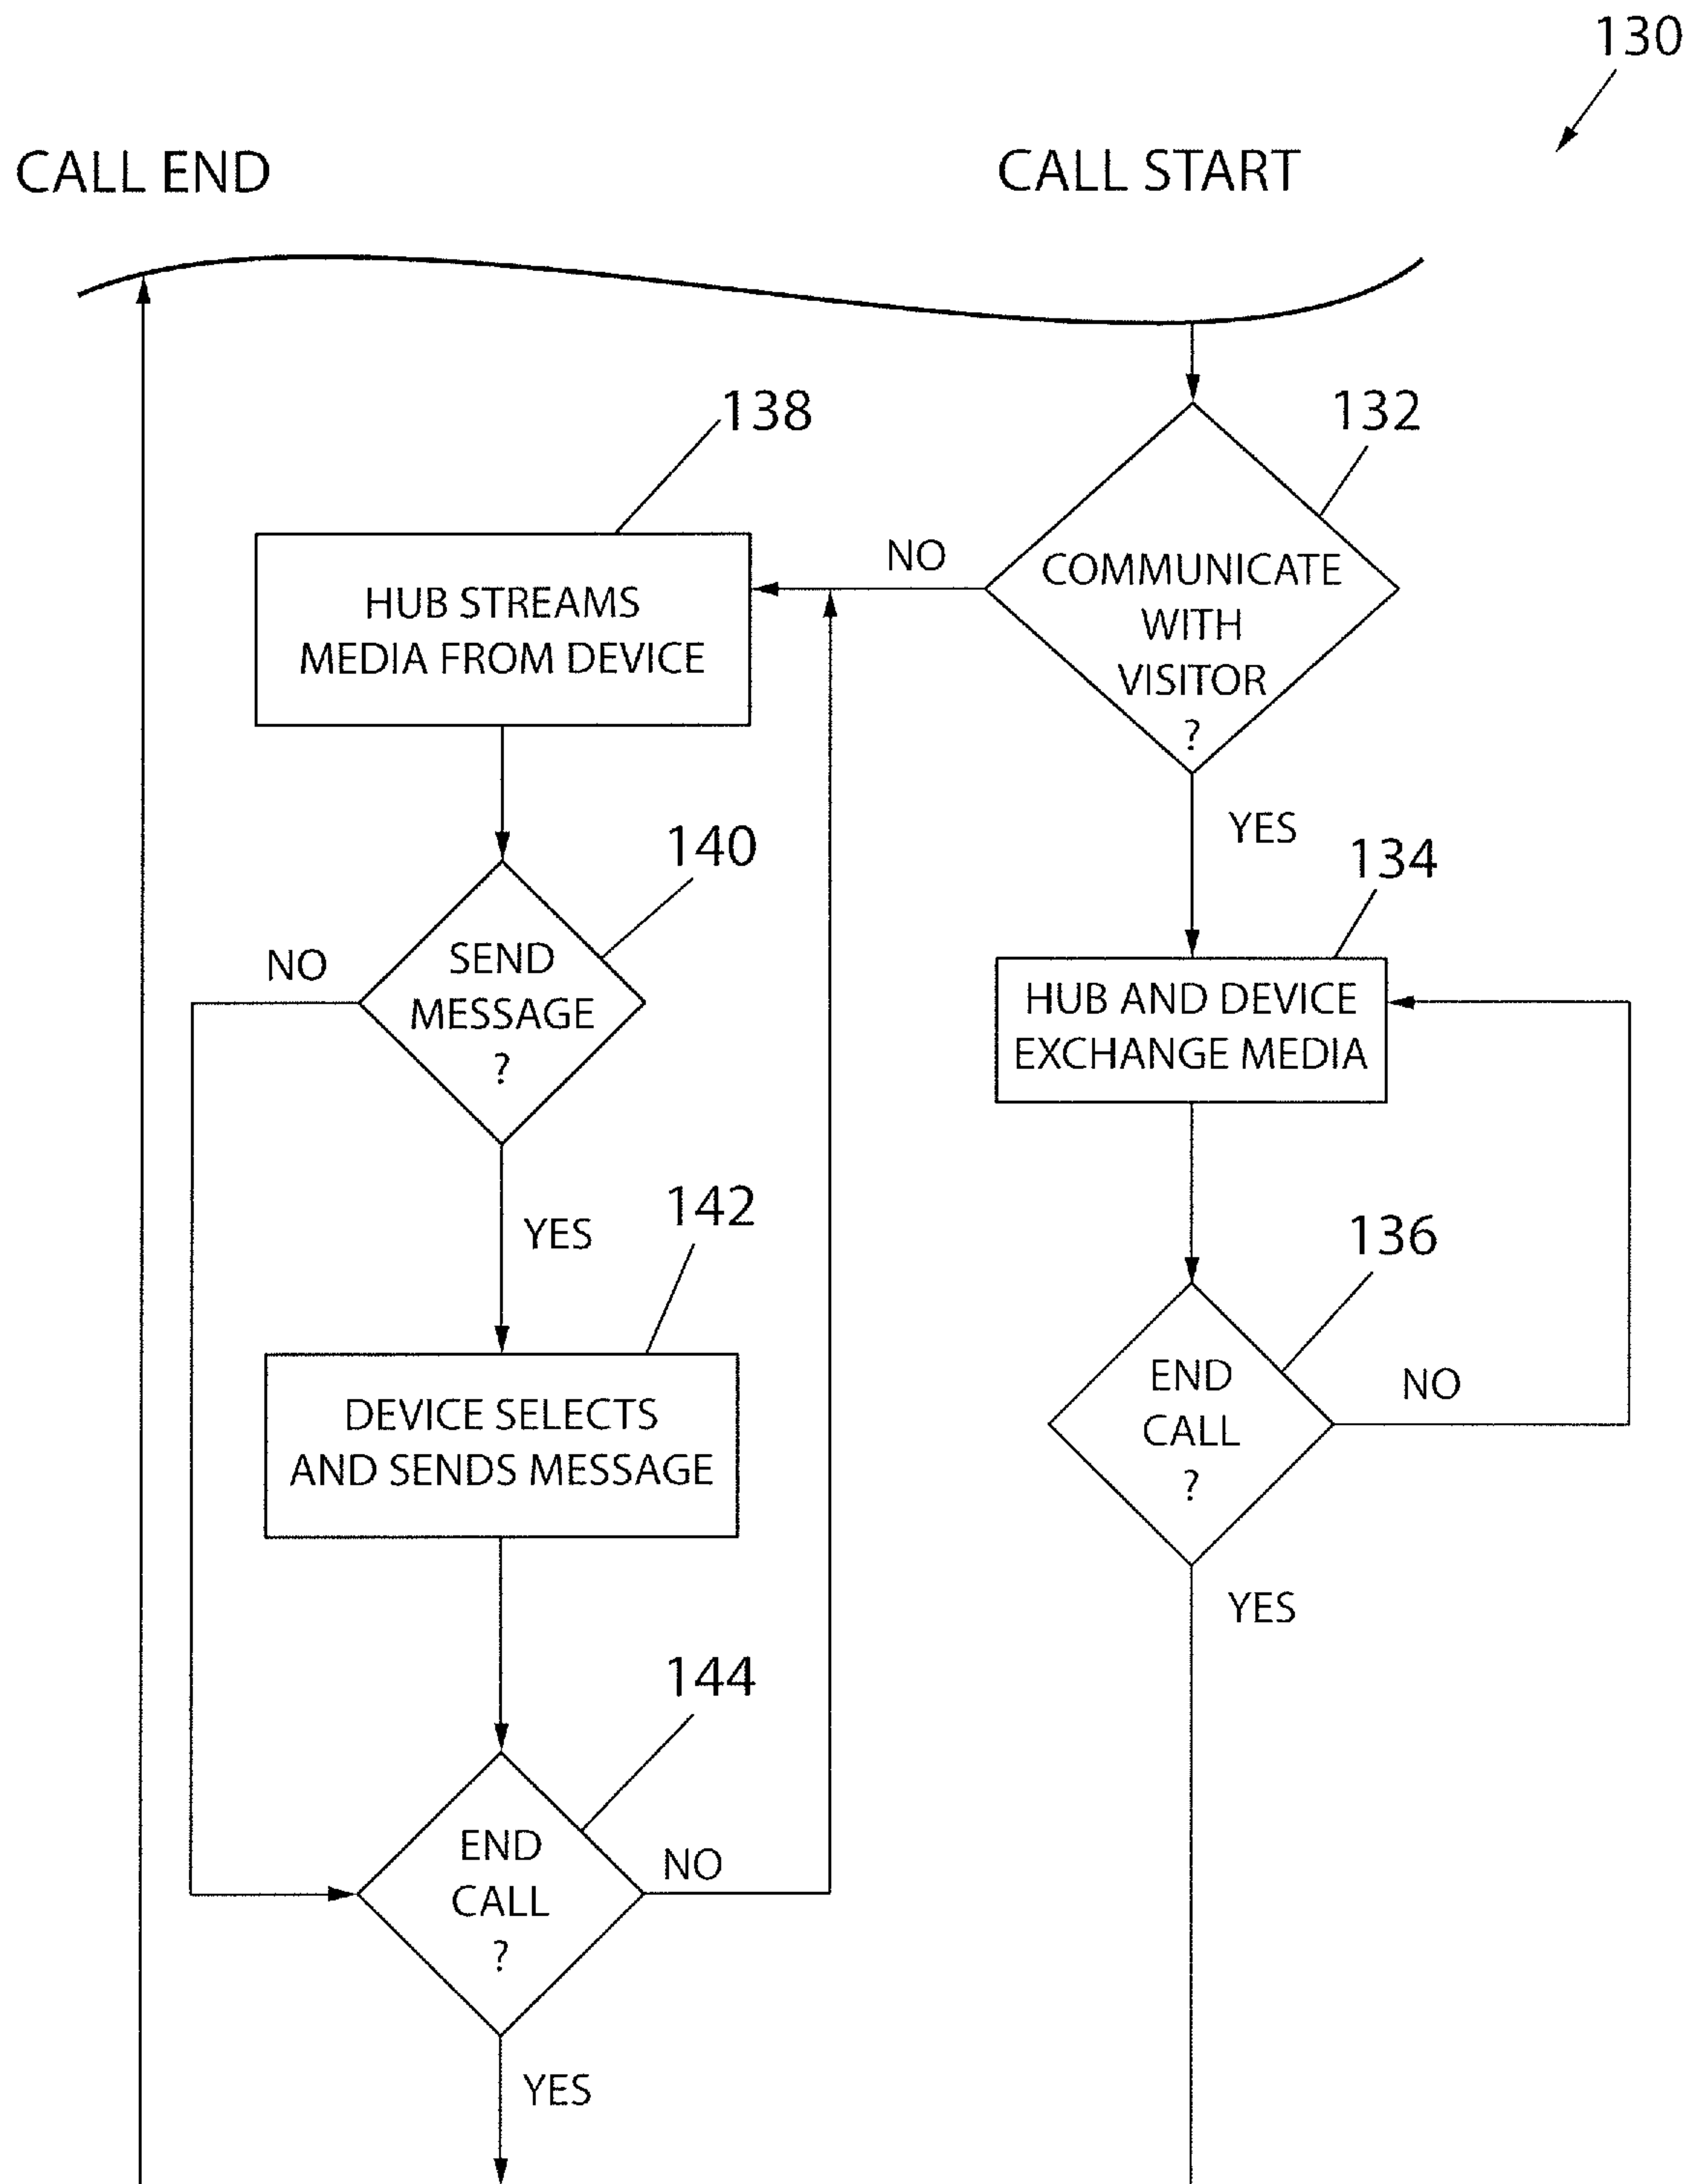 130
CALL END
CALL START
138
132
NO
HUB STREAMS
MEDIA FROM DEVICE
COMMUNICATE
WITH
VISITOR
?
YES
140
134
NO
SEND
MESSAGE
?
HUB AND DEVICE
EXCHANGE MEDIA
YES
142
136
DEVICE SELECTS
AND SENDS MESSAGE
END
CALL
?
NO
YES
144
END
CALL
?
NO
YES